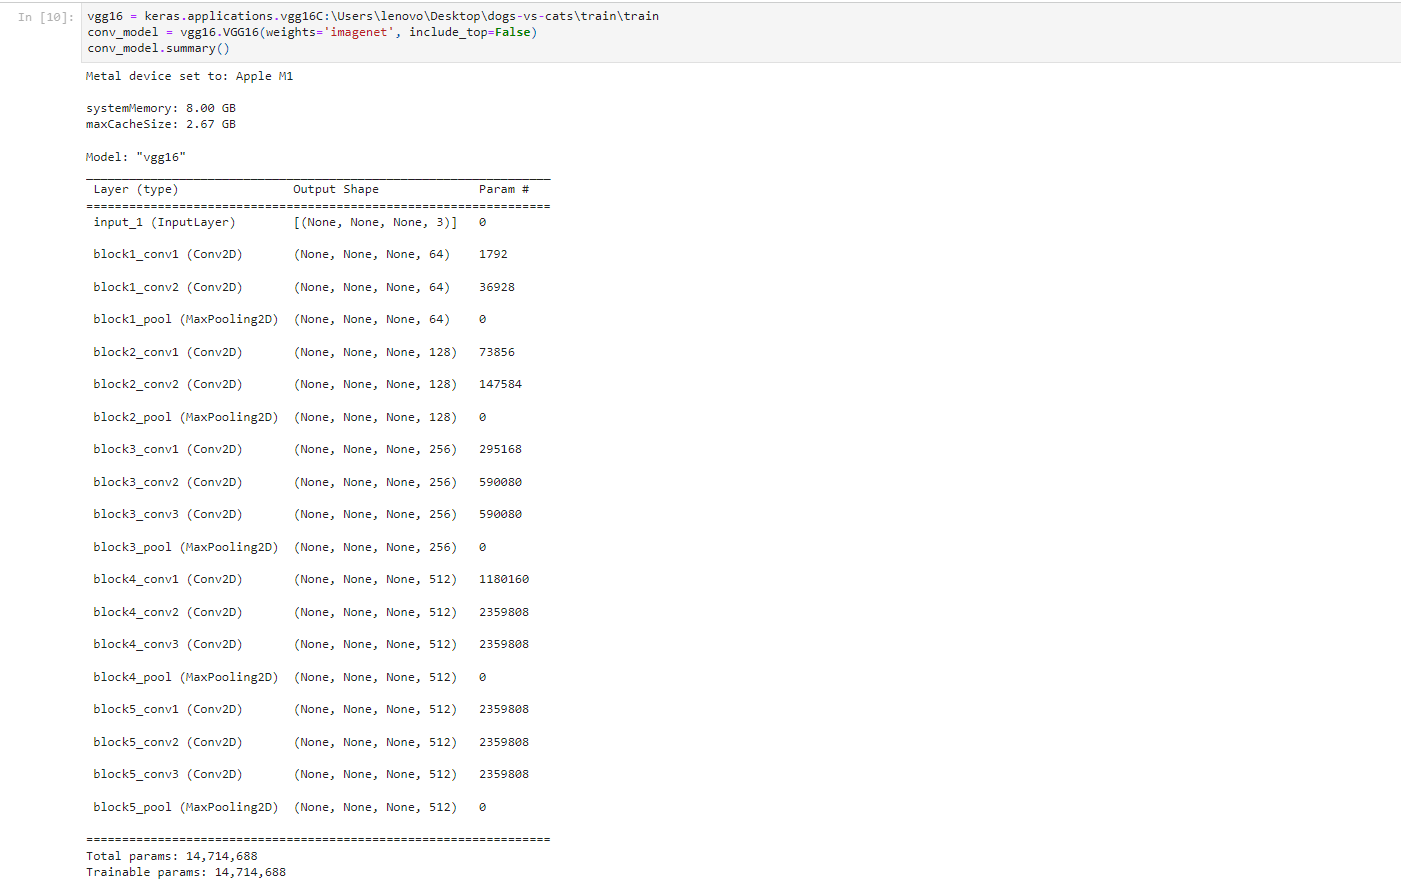 In [10]: vgg16 = keras.applications.vgg16C:\Users\lenovo\Desktop\dogs-vs-cats\train\train
conv_model = vgg16.VGG16(weights='imagenet', include_top=False)
conv_model.summary()
Metal device set to: Apple M1
systemMemory: 8.00 GB
maxCacheSize: 2.67 GB
Model: "vgg16"
_________________________________________________________________
Layer (type) Output Shape Param #
=================================================================
input_1 (InputLayer) [(None, None, None, 3)] 0
block1_conv1 (Conv2D) (None, None, None, 64) 1792
block1_conv2 (Conv2D) (None, None, None, 64) 36928
block1_pool (MaxPooling2D) (None, None, None, 64) 0
block2_conv1 (Conv2D) (None, None, None, 128) 73856
block2_conv2 (Conv2D) (None, None, None, 128) 147584
block2_pool (MaxPooling2D) (None, None, None, 128) 0
block3_conv1 (Conv2D) (None, None, None, 256) 295168
block3_conv2 (Conv2D) (None, None, None, 256) 590080
block3_conv3 (Conv2D) (None, None, None, 256) 590080
block3_pool (MaxPooling2D) (None, None, None, 256) 0
block4_conv1 (Conv2D) (None, None, None, 512) 1180160
block4_conv2 (Conv2D) (None, None, None, 512) 2359808
block4_conv3 (Conv2D) (None, None, None, 512) 2359808
block4_pool (MaxPooling2D) (None, None, None, 512) 0
block5_conv1 (Conv2D) (None, None, None, 512) 2359808
block5_conv2 (Conv2D) (None, None, None, 512) 2359808
block5_conv3 (Conv2D) (None, None, None, 512) 2359808
block5_pool (MaxPooling2D) (None, None, None, 512) 0
=================================================================
Total params: 14,714,688
Trainable params: 14,714,688